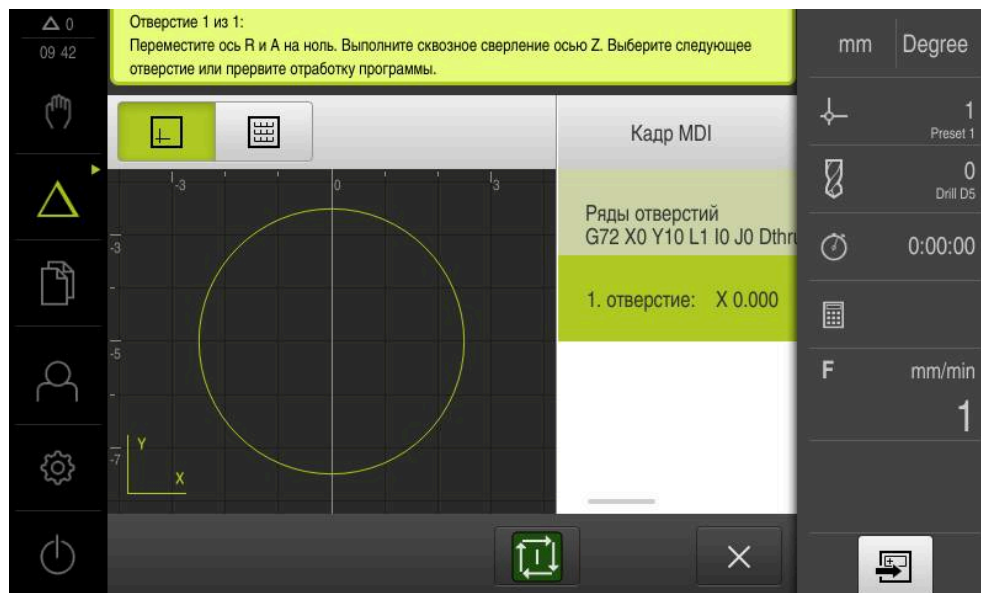 0
09 42
Отверстие 1 из 1:
Переместите ось R и A на ноль. Выполните сквозное сверление осью Z. Выберите следующее
отверстие или прервите отработку программы.
mm
Degree
1
Preset 1
0
Drill D5
0:00:00
F
mm/min
1
Кадр MDI
Ряды отверстий
G72 X0 Y10 L1 I0 J0 Dthru
1. отверстие: X 0.000
-3
0
3
-3
-5
-7
Y
X